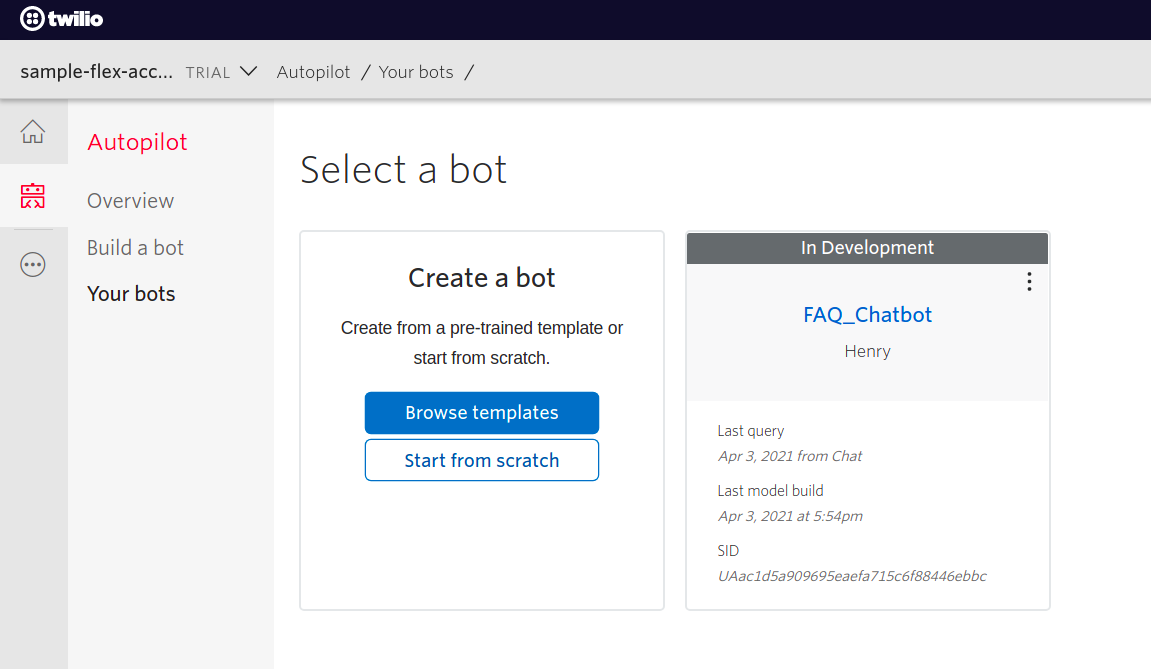 twilio
sample-flex-acc... TRIAL Autopilot / Your bots /
Autopilot
Overview
Build a bot
Your bots
Select a bot
Create a bot
Create from a pre-trained template or
start from scratch.
Browse templates
Start from scratch
In Development
FAQ_Chatbot
Henry
Last query
Apr 3, 2021 from Chat
Last model build
Apr 3, 2021 at 5:54pm
SID
UAac1d5a909695eaefa715c6f88446ebbc